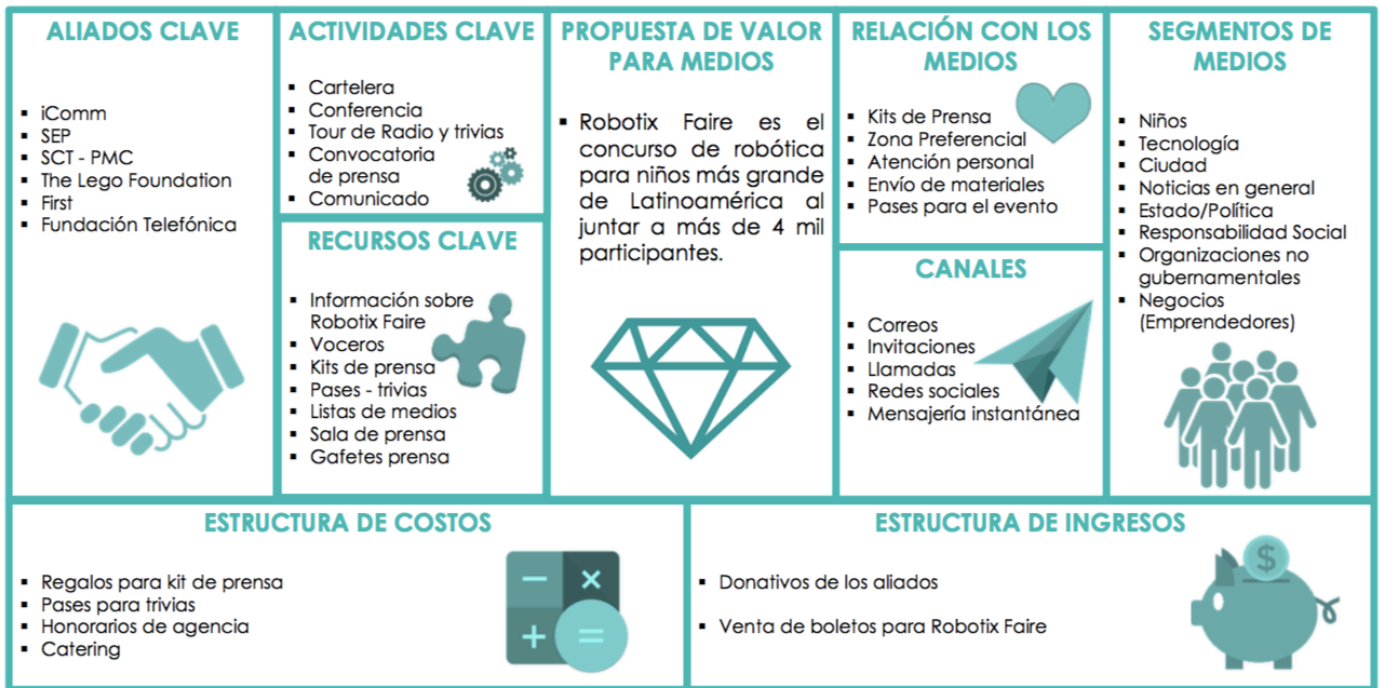 ALIADOS CLAVE
▪ iComm
▪ SEP
▪ SCT - PMC
▪ The Lego Foundation
▪ First
▪ Fundación Telefónica
ACTIVIDADES CLAVE
▪ Cartelera
▪ Conferencia
▪ Tour de Radio y trivias
▪ Convocatoria
de prensa
▪ Comunicado
RECURSOS CLAVE
▪ Información sobre
Robotix Faire
▪ Voceros
▪ Kits de prensa
▪ Pases - trivias
▪ Listas de medios
▪ Sala de prensa
▪ Gafetes prensa
PROPUESTA DE VALOR
PARA MEDIOS
▪ Robotix Faire es el
concurso de robótica
para niños más grande
de Latinoamérica al
juntar a más de 4 mil
participantes.
RELACIÓN CON LOS
MEDIOS
▪ Kits de Prensa
▪ Zona Preferencial
▪ Atención personal
▪ Envío de materiales
▪ Pases para el evento
CANALES
▪ Correos
▪ Invitaciones
▪ Llamadas
▪ Redes sociales
▪ Mensajería instantánea
SEGMENTOS DE
MEDIOS
▪ Niños
▪ Tecnología
▪ Ciudad
▪ Noticias en general
▪ Estado/Política
▪ Responsabilidad Social
▪ Organizaciones no
gubernamentales
▪ Negocios
(Emprendedores)
ESTRUCTURA DE COSTOS
▪ Regalos para kit de prensa
▪ Pases para trivias
▪ Honorarios de agencia
▪ Catering
− ×
+ =
ESTRUCTURA DE INGRESOS
▪ Donativos de los aliados
▪ Venta de boletos para Robotix Faire
$